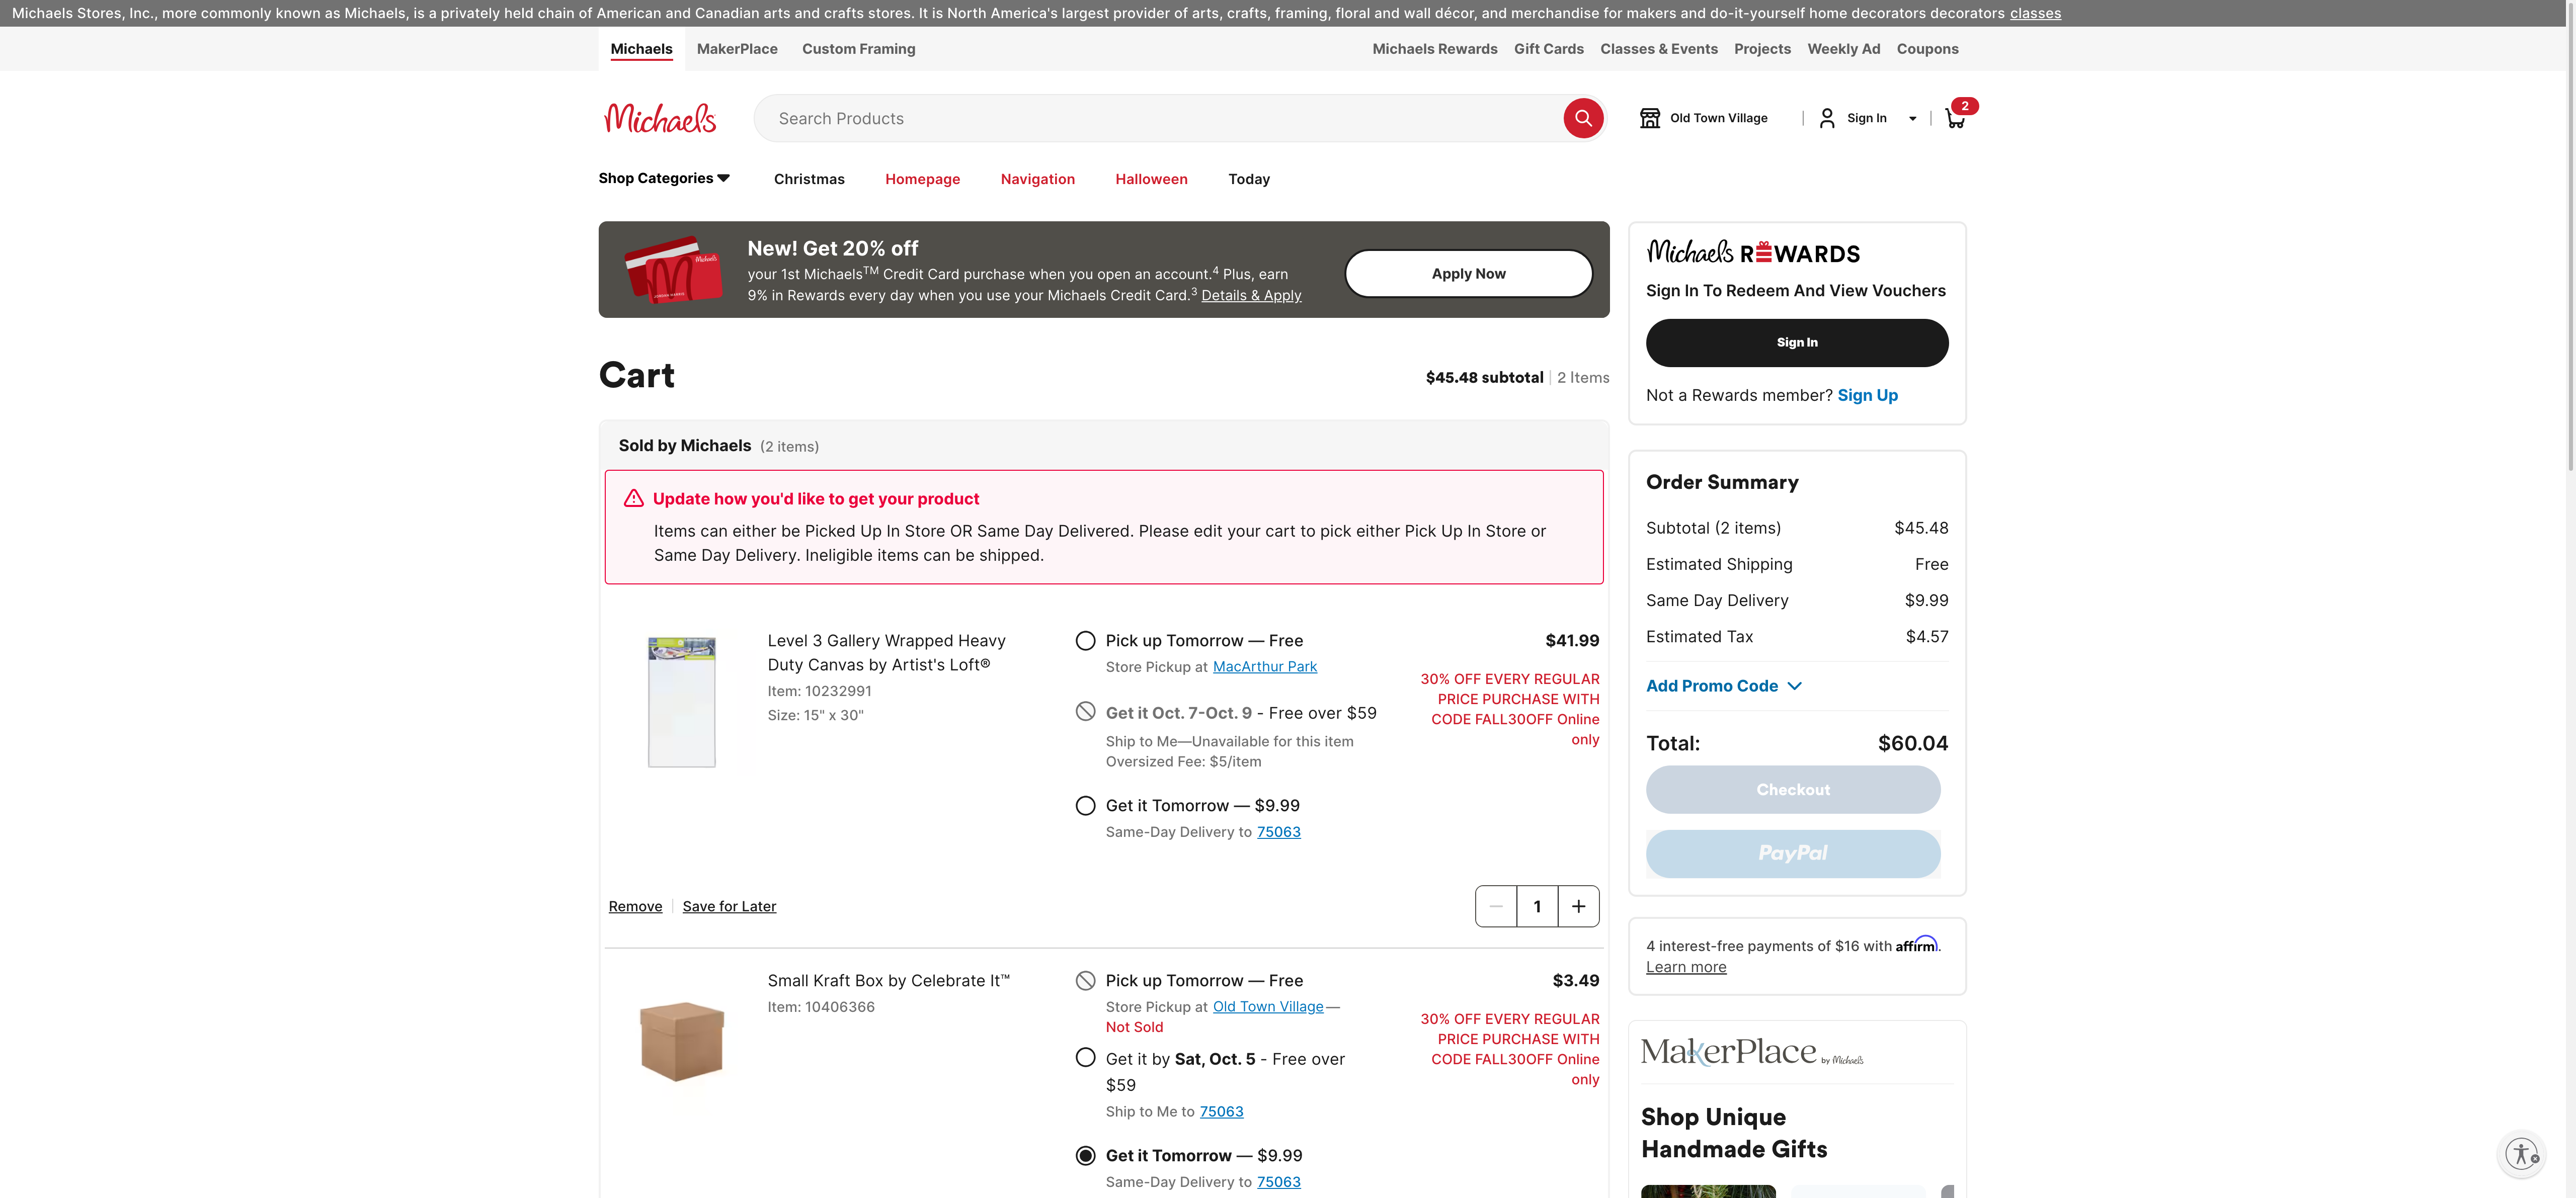 Michaels Stores, Inc., more commonly known as Michaels, is a privately held chain of American and Canadian arts and crafts stores. It is North America's largest provider of arts, crafts, framing, floral and wall décor, and merchandise for makers and do-it-yourself home decorators decorators classes
Michaels MakerPlace Custom Framing Michaels Rewards Gift Cards Classes & Events Projects Weekly Ad Coupons
Michaels Search Products Old Town Village Sign In 2
Shop Categories Christmas Homepage Navigation Halloween Today
New! Get 20% off
your 1st Michaels™ Credit Card purchase when you open an account.4 Plus, earn
9% in Rewards every day when you use your Michaels Credit Card.3 Details & Apply
Apply Now
Cart
$45.48 subtotal | 2 Items
Sold by Michaels (2 items)
Update how you'd like to get your product
Items can either be Picked Up In Store OR Same Day Delivered. Please edit your cart to pick either Pick Up In Store or
Same Day Delivery. Ineligible items can be shipped.
Level 3 Gallery Wrapped Heavy
Duty Canvas by Artist's Loft®
Item: 10232991
Size: 15" x 30"
Pick up Tomorrow — Free
Store Pickup at MacArthur Park
Get it Oct. 7-Oct. 9 - Free over $59
Ship to Me—Unavailable for this item
Oversized Fee: $5/item
Get it Tomorrow — $9.99
Same-Day Delivery to 75063
$41.99
30% OFF EVERY REGULAR
PRICE PURCHASE WITH
CODE FALL30OFF Online
only
Remove | Save for Later
− 1 +
Small Kraft Box by Celebrate It™
Item: 10406366
Pick up Tomorrow — Free
Store Pickup at Old Town Village—
Not Sold
Get it by Sat, Oct. 5 - Free over
$59
Ship to Me to 75063
Get it Tomorrow — $9.99
Same-Day Delivery to 75063
$3.49
30% OFF EVERY REGULAR
PRICE PURCHASE WITH
CODE FALL30OFF Online
only
Michaels REWARDS
Sign In To Redeem And View Vouchers
Sign In
Not a Rewards member? Sign Up
Order Summary
Subtotal (2 items) $45.48
Estimated Shipping Free
Same Day Delivery $9.99
Estimated Tax $4.57
Add Promo Code
Total: $60.04
Checkout
PayPal
4 interest-free payments of $16 with affirm.
Learn more
MakerPlace by Michaels
Shop Unique
Handmade Gifts